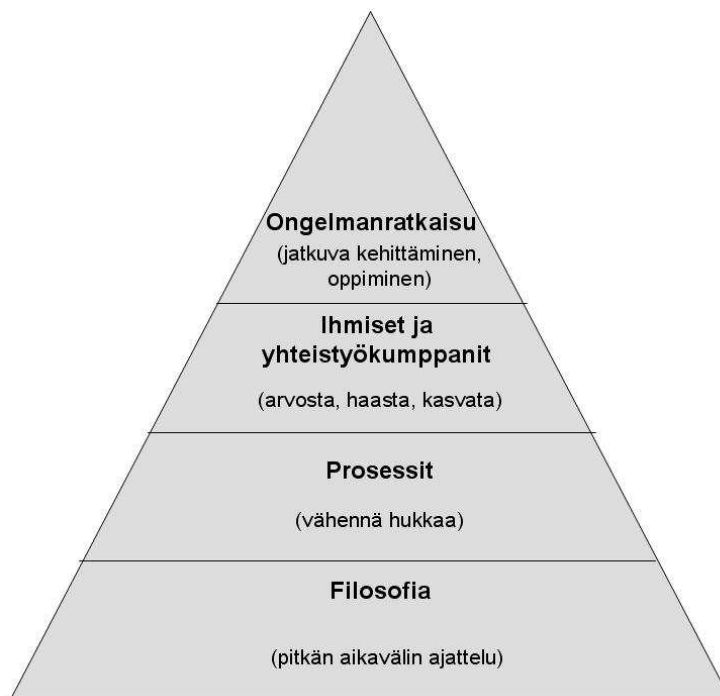 Ongelmanratkaisu
(jatkuva kehittäminen,
oppiminen)
Ihmiset ja
yhteistyökumppanit
(arvosta, haasta, kasvata)
Prosessit
(vähennä hukkaa)
Filosofia
(pitkän aikavälin ajattelu)